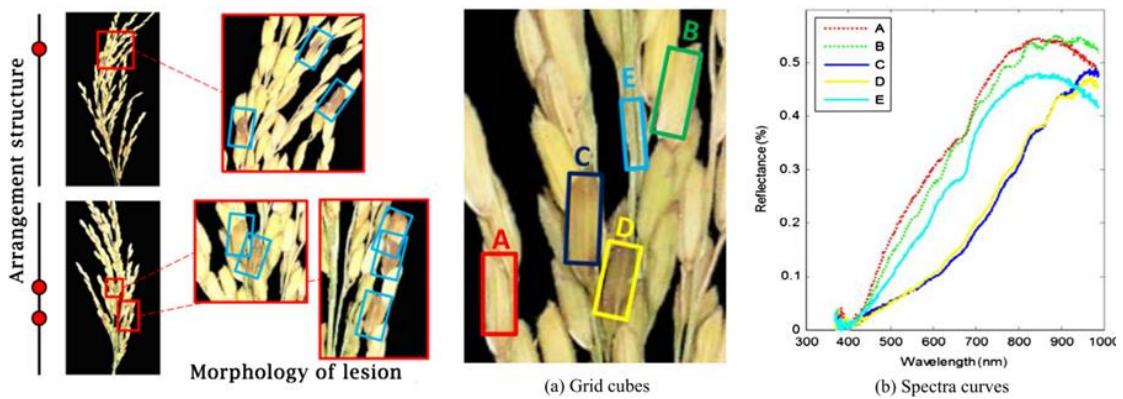 Arrangement structure
Morphology of lesion
A
B
C
D
E
(a) Grid cubes
A
B
C
D
E
Reflectance (%)
0.5
0.4
0.3
0.2
0.1
0
300 400 500 600 700 800 900 1000
Wavelength (nm)
(b) Spectra curves